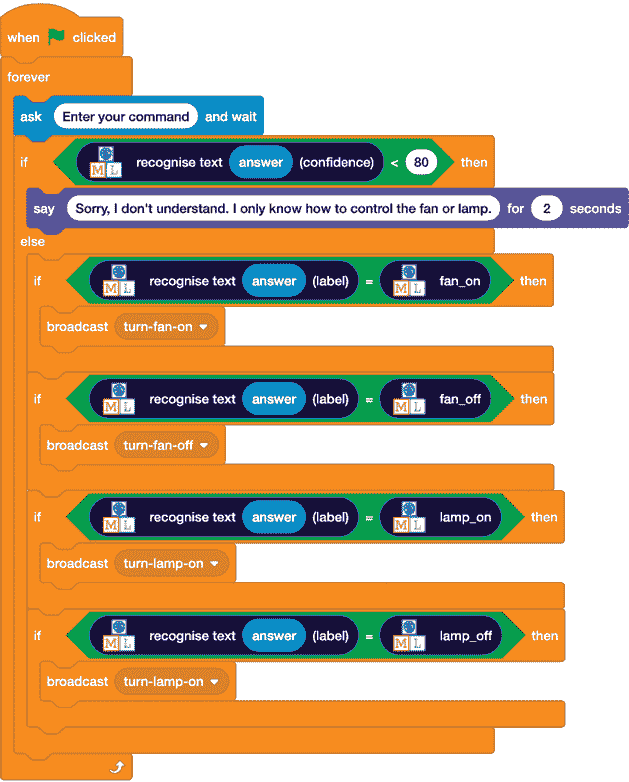 when clicked
forever
ask Enter your command and wait
if ML recognise text answer (confidence) < 80 then
say Sorry, I don't understand. I only know how to control the fan or lamp. for 2 seconds
else
if ML recognise text answer (label) = ML fan_on then
broadcast turn-fan-on
if ML recognise text answer (label) = ML fan_off then
broadcast turn-fan-off
if ML recognise text answer (label) = ML lamp_on then
broadcast turn-lamp-on
if ML recognise text answer (label) = ML lamp_off then
broadcast turn-lamp-on